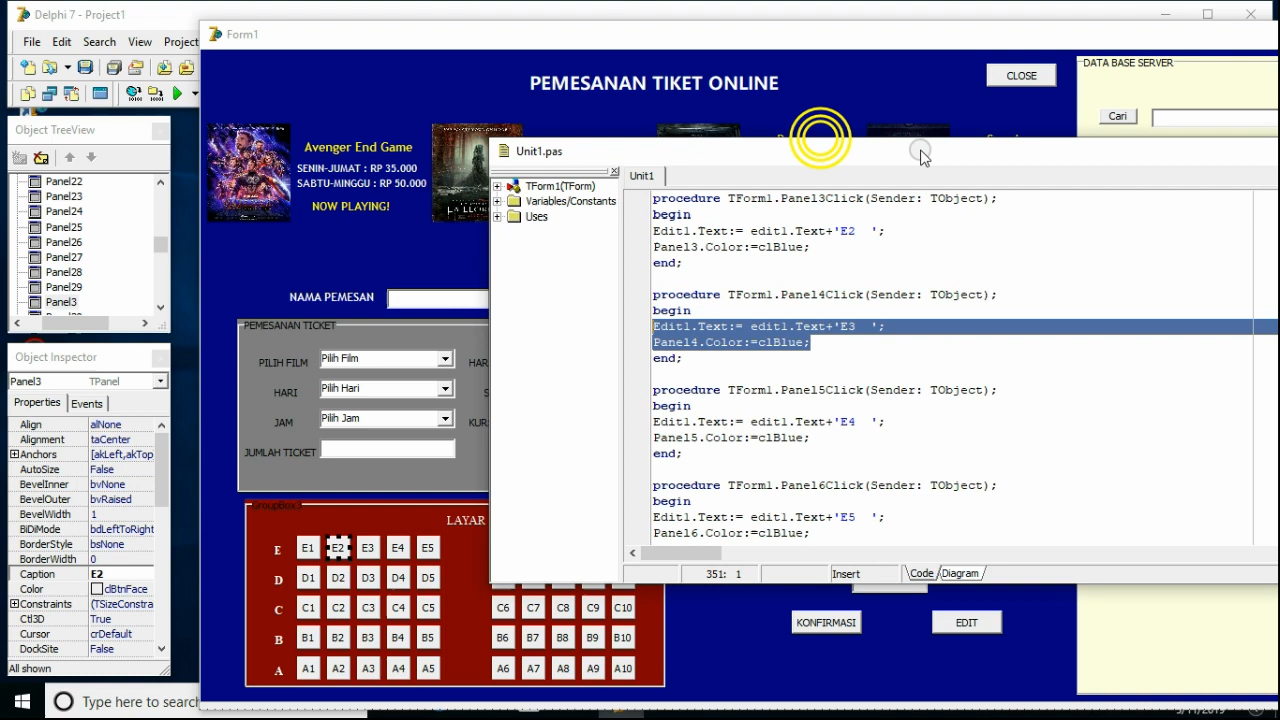 Delphi 7 - Project1
File Edit Search View Project
Object TreeView
Panel22
Panel23
Panel24
Panel25
Panel26
Panel27
Panel28
Panel29
Panel3
Object Inspector
Panel3 TPanel
Properties Events
Align alNone
Alignment taCenter
Anchors [akLeft,akTop
AutoSize False
BevelInner bvNone
BevelOuter bvRaised
BevelWidth 1
BiDiMode bdLeftToRight
BorderStyle bsNone
BorderWidth 0
Caption E2
Color clBtnFace
Constraints (TSizeConstra
Ctl3D True
Cursor crDefault
DockSite False
All shown
Type here to search
Form1
PEMESANAN TIKET ONLINE
CLOSE
DATA BASE SERVER
Cari
Avenger End Game
SENIN-JUMAT : RP 35.000
SABTU-MINGGU : RP 50.000
NOW PLAYING!
NAMA PEMESAN
PEMESANAN TICKET
PILIH FILM Pilih Film HAR
HARI Pilih Hari S
JAM Pilih Jam KUR
JUMLAH TICKET
GroupBox3
LAYAR
E E1 E2 E3 E4 E5
D D1 D2 D3 D4 D5
C C1 C2 C3 C4 C5 C6 C7 C8 C9 C10
B B1 B2 B3 B4 B5 B6 B7 B8 B9 B10
A A1 A2 A3 A4 A5 A6 A7 A8 A9 A10
KONFIRMASI EDIT
Unit1.pas
TForm1(TForm)
Variables/Constants
Uses
Unit1
procedure TForm1.Panel3Click(Sender: TObject);
begin
Edit1.Text:= edit1.Text+'E2  ';
Panel3.Color:=clBlue;
end;
procedure TForm1.Panel4Click(Sender: TObject);
begin
Edit1.Text:= edit1.Text+'E3  ';
Panel4.Color:=clBlue;
end;
procedure TForm1.Panel5Click(Sender: TObject);
begin
Edit1.Text:= edit1.Text+'E4  ';
Panel5.Color:=clBlue;
end;
procedure TForm1.Panel6Click(Sender: TObject);
begin
Edit1.Text:= edit1.Text+'E5  ';
Panel6.Color:=clBlue;
351: 1 Insert Code Diagram